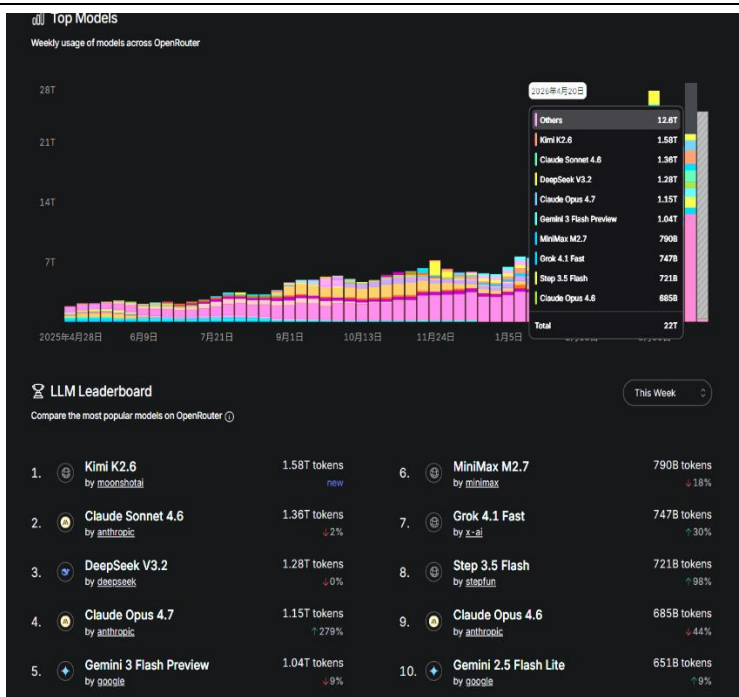 Top Models
Weekly usage of models across OpenRouter
28T
21T
14T
7T
2025年4月28日 6月9日 7月21日 9月1日 10月13日 11月24日 1月5日
2026年4月20日
Others 12.6T
Kimi K2.6 1.58T
Claude Sonnet 4.6 1.36T
DeepSeek V3.2 1.28T
Claude Opus 4.7 1.15T
Gemini 3 Flash Preview 1.04T
MiniMax M2.7 790B
Grok 4.1 Fast 747B
Step 3.5 Flash 721B
Claude Opus 4.6 685B
Total 22T
LLM Leaderboard
This Week
Compare the most popular models on OpenRouter
1. Kimi K2.6 1.58T tokens
by moonshotai new
2. Claude Sonnet 4.6 1.36T tokens
by anthropic ↓2%
3. DeepSeek V3.2 1.28T tokens
by deepseek ↓0%
4. Claude Opus 4.7 1.15T tokens
by anthropic ↑279%
5. Gemini 3 Flash Preview 1.04T tokens
by google ↓9%
6. MiniMax M2.7 790B tokens
by minimax ↓18%
7. Grok 4.1 Fast 747B tokens
by x-ai ↑30%
8. Step 3.5 Flash 721B tokens
by stepfun ↑98%
9. Claude Opus 4.6 685B tokens
by anthropic ↓44%
10. Gemini 2.5 Flash Lite 651B tokens
by google ↑9%